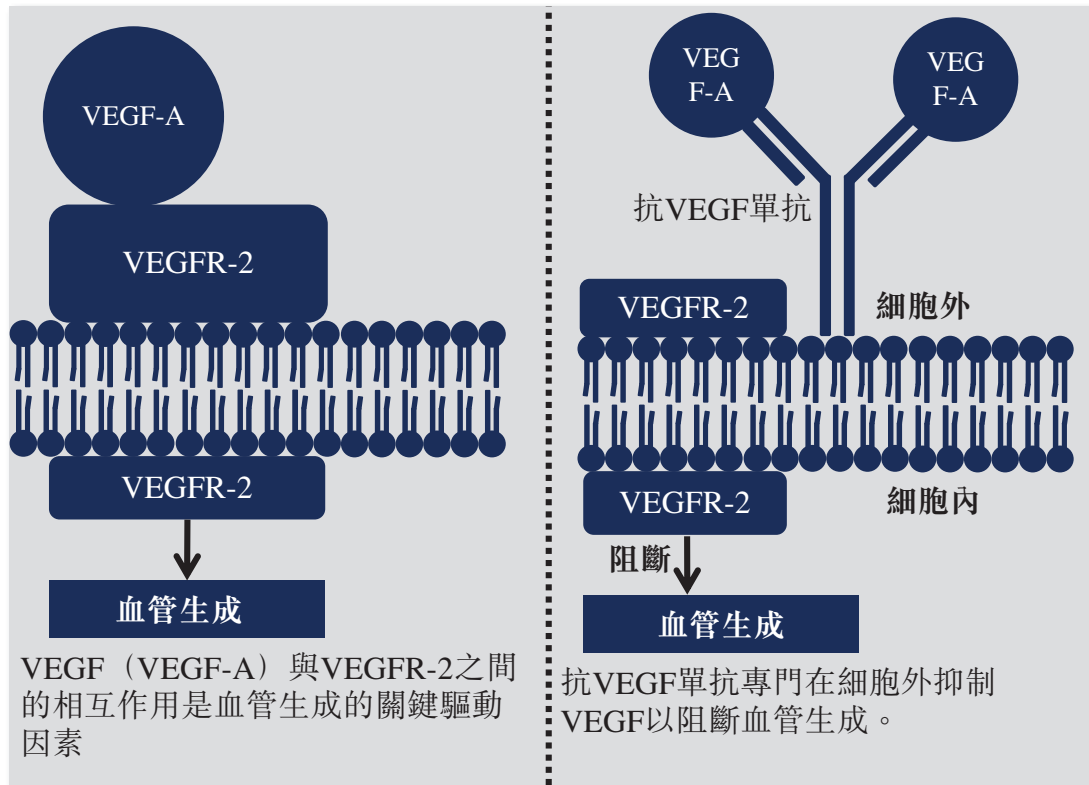 VEGF-A
VEGFR-2
VEGFR-2
血管生成
VEGF（VEGF-A）與VEGFR-2之間
的相互作用是血管生成的關鍵驅動
因素
VEG
F-A
VEG
F-A
抗VEGF單抗
VEGFR-2
細胞外
VEGFR-2
細胞內
阻斷
血管生成
抗VEGF單抗專門在細胞外抑制
VEGF以阻斷血管生成。